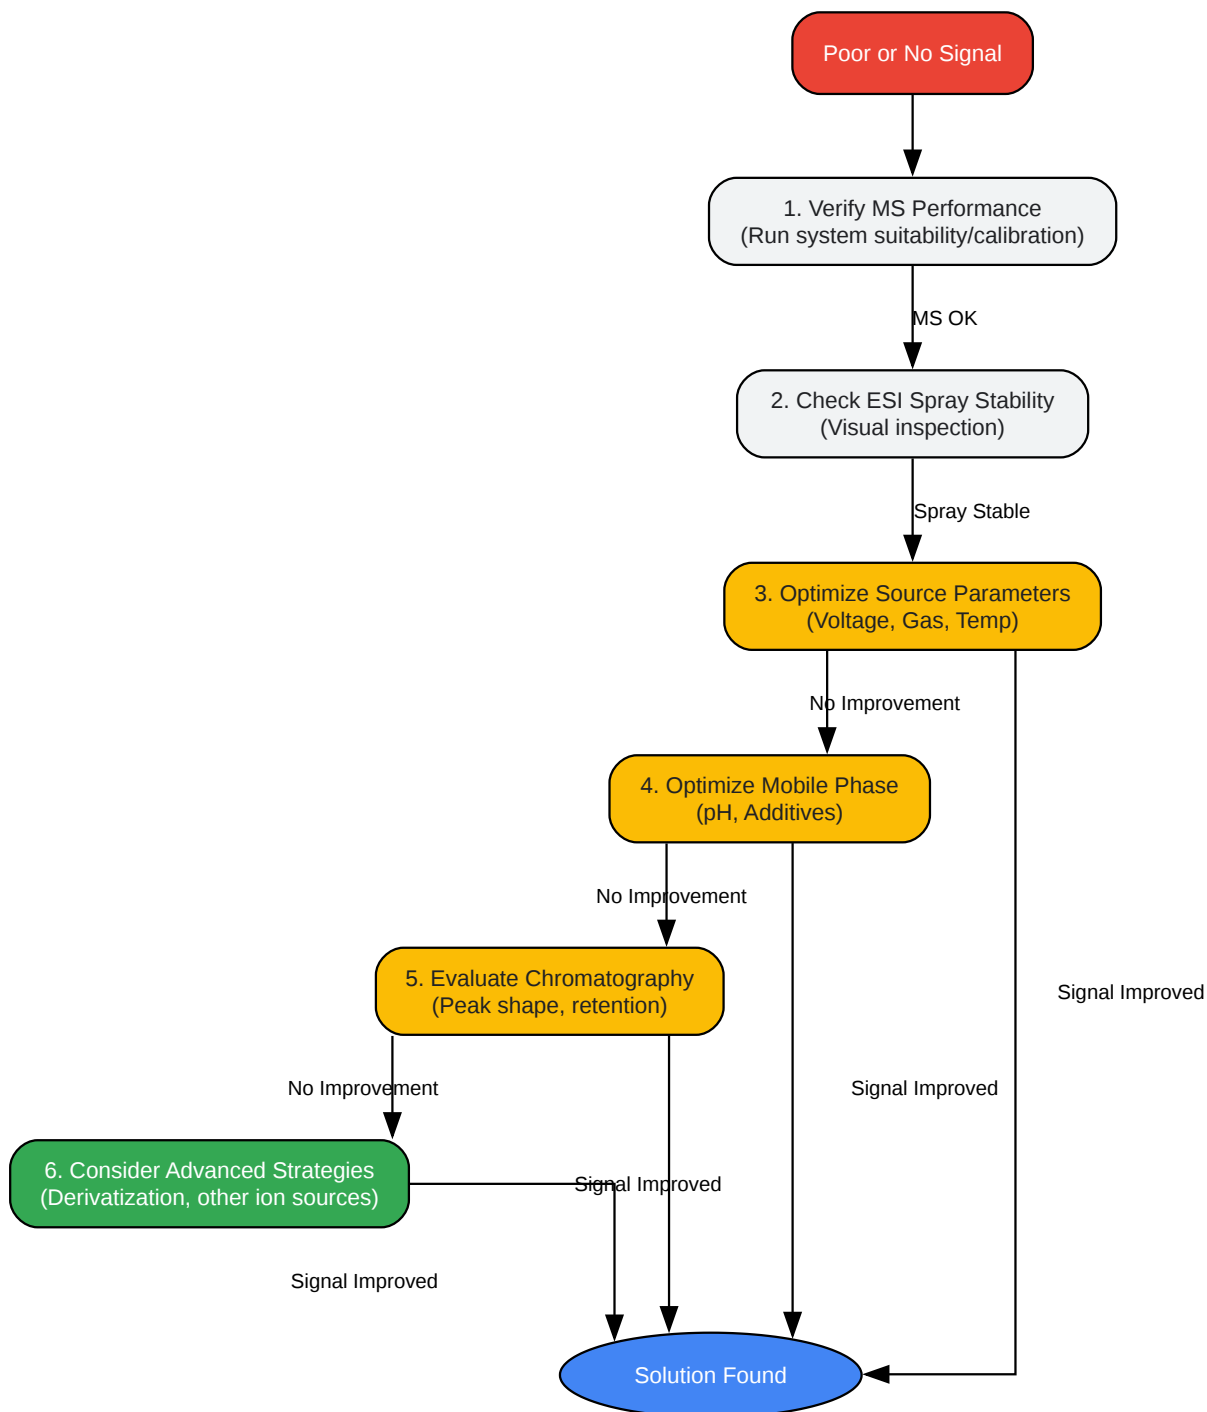 Poor or No Signal
1. Verify MS Performance
(Run system suitability/calibration)
MS OK
2. Check ESI Spray Stability
(Visual inspection)
Spray Stable
3. Optimize Source Parameters
(Voltage, Gas, Temp)
No Improvement
4. Optimize Mobile Phase
(pH, Additives)
No Improvement
5. Evaluate Chromatography
(Peak shape, retention)
Signal Improved
No Improvement
Signal Improved
6. Consider Advanced Strategies
(Derivatization, other ion sources)
Signal Improved
Signal Improved
Solution Found